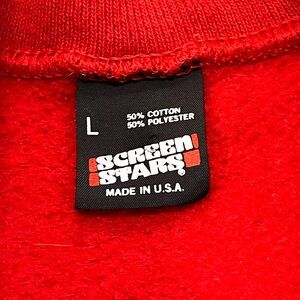 L
50% COTTON
50% POLYESTER
SCREEN
STARS
MADE IN U.S.A.